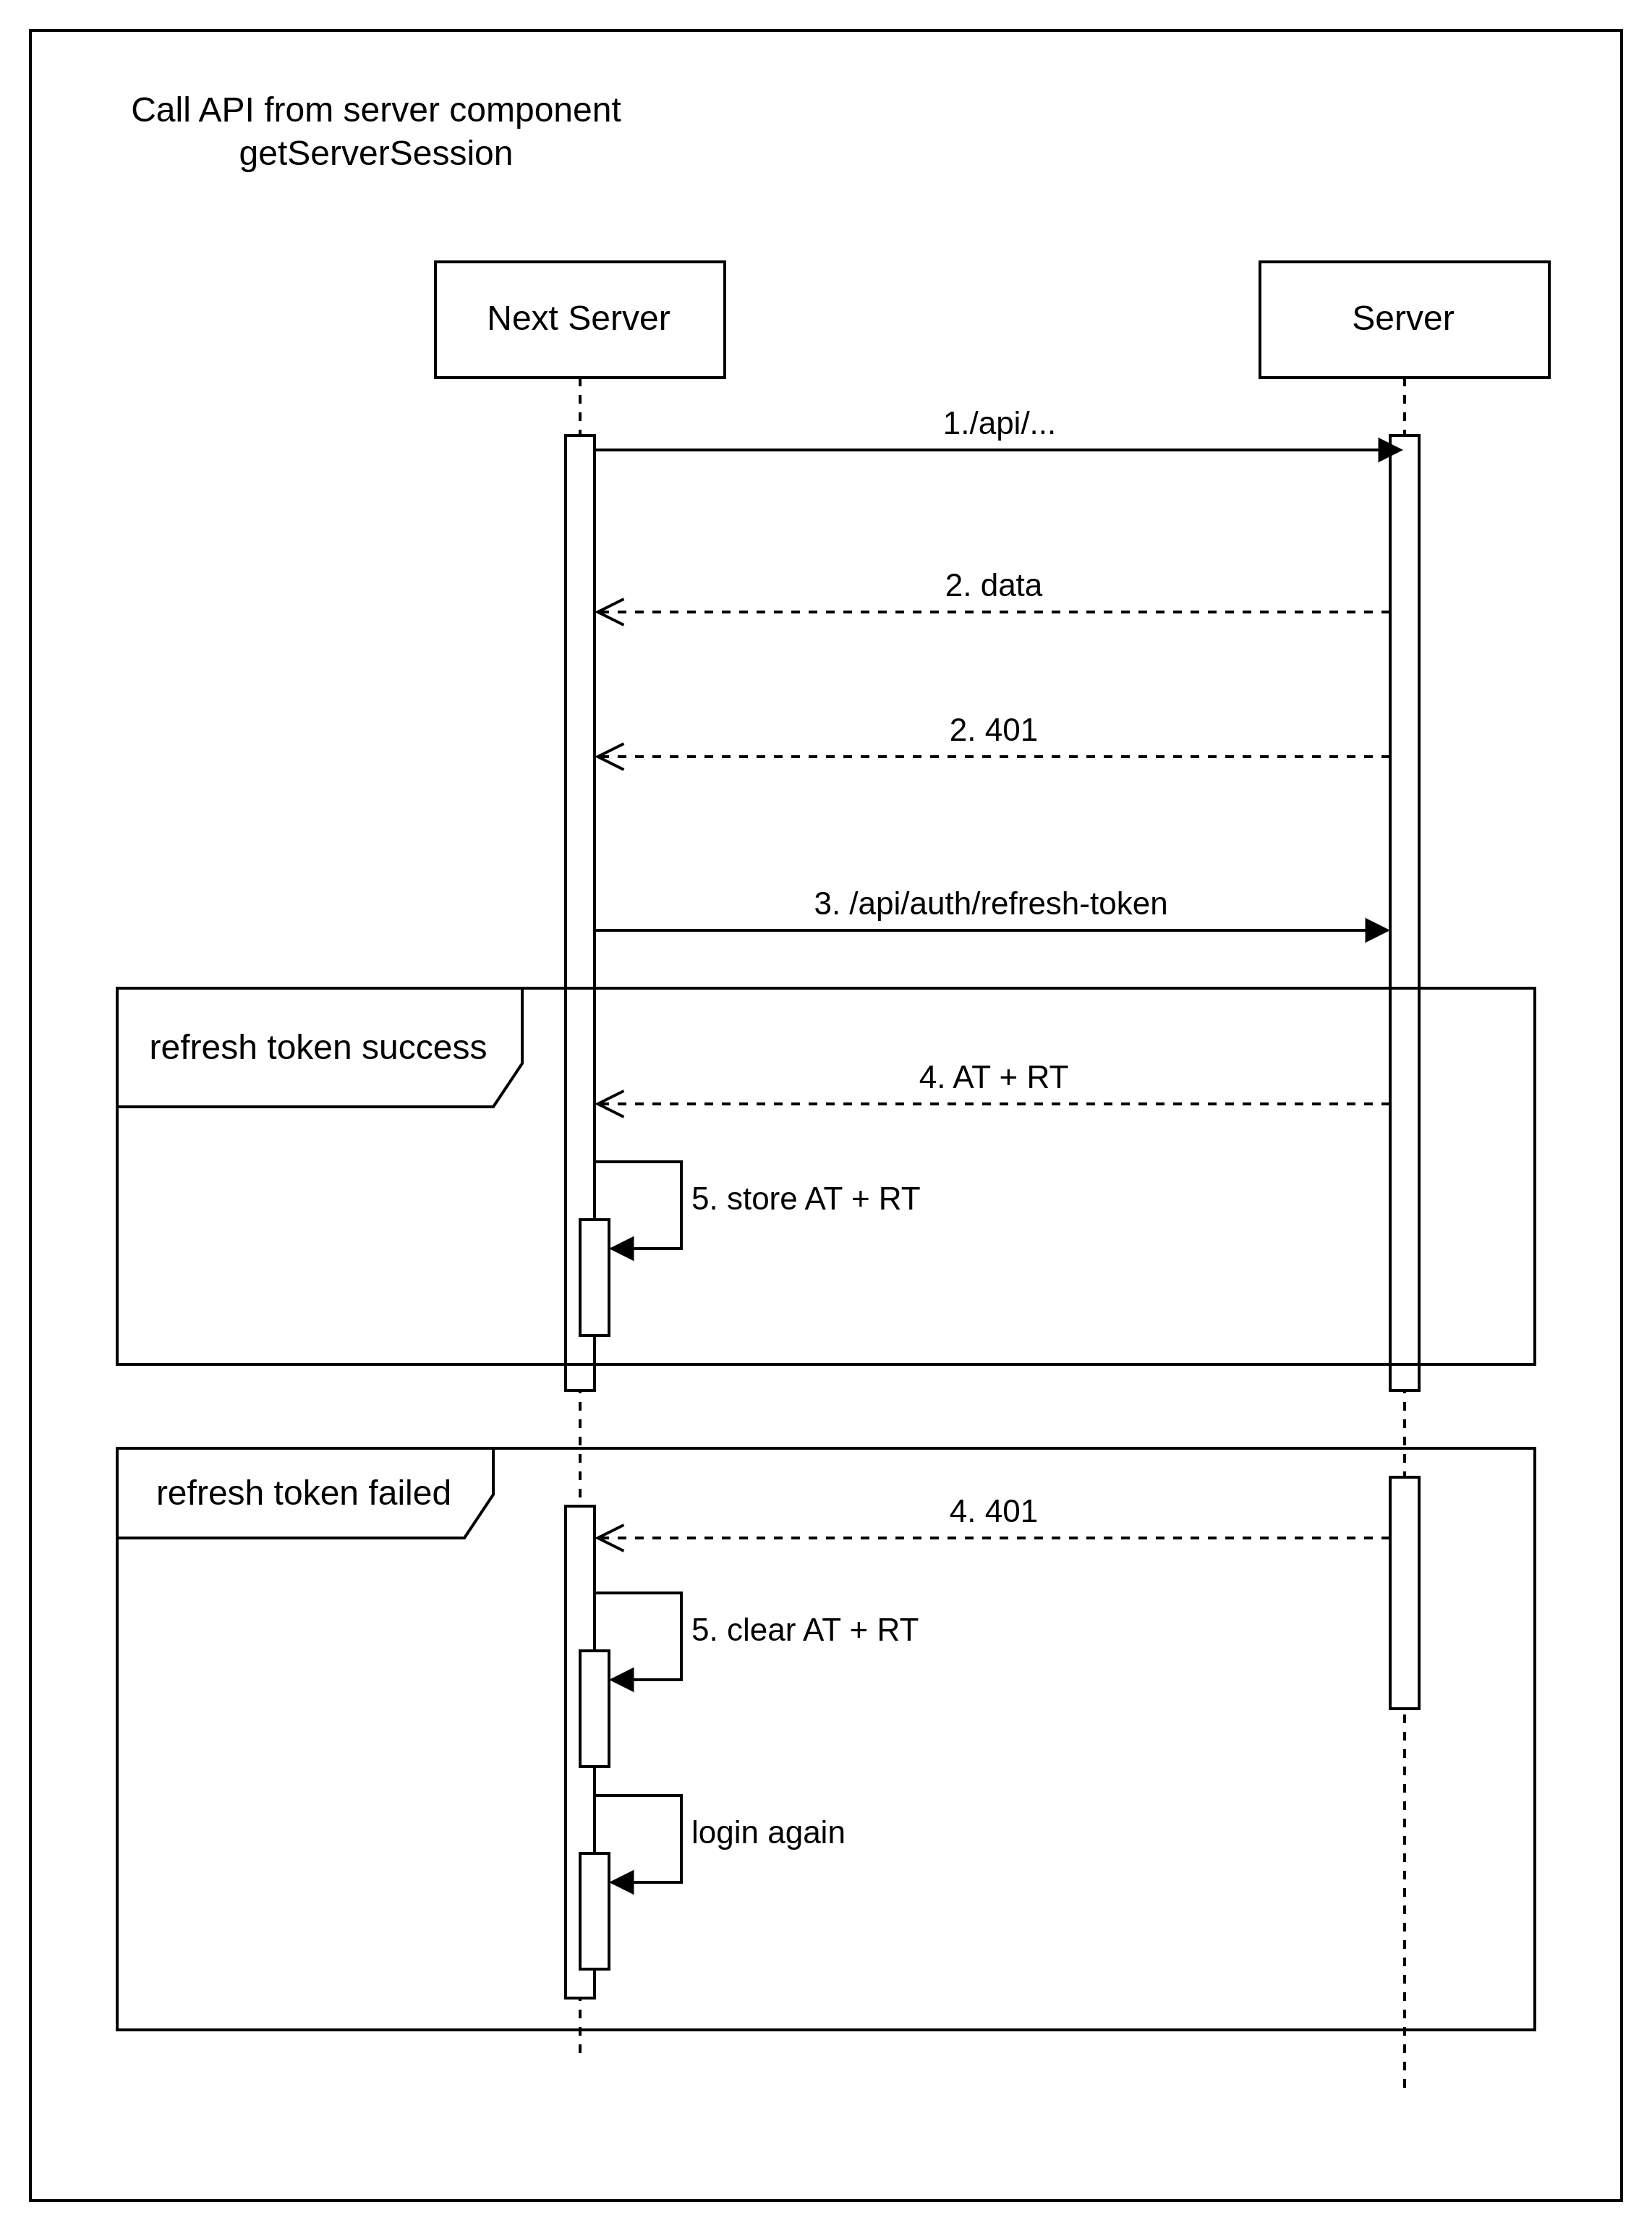 Call API from server component
getServerSession
Next Server
Server
1./api/...
2. data
2. 401
3. /api/auth/refresh-token
refresh token success
4. AT + RT
5. store AT + RT
refresh token failed
4. 401
5. clear AT + RT
login again